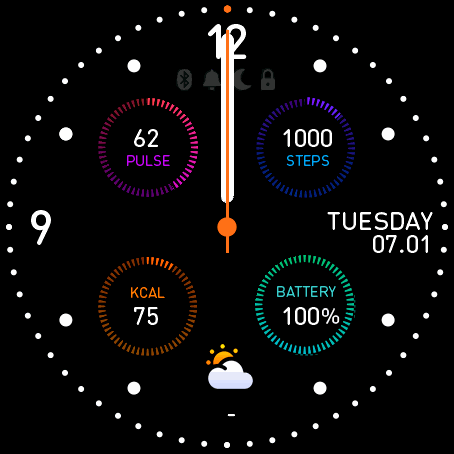 12
62
PULSE
1000
STEPS
9
TUESDAY
07.01
KCAL
75
BATTERY
100%
-